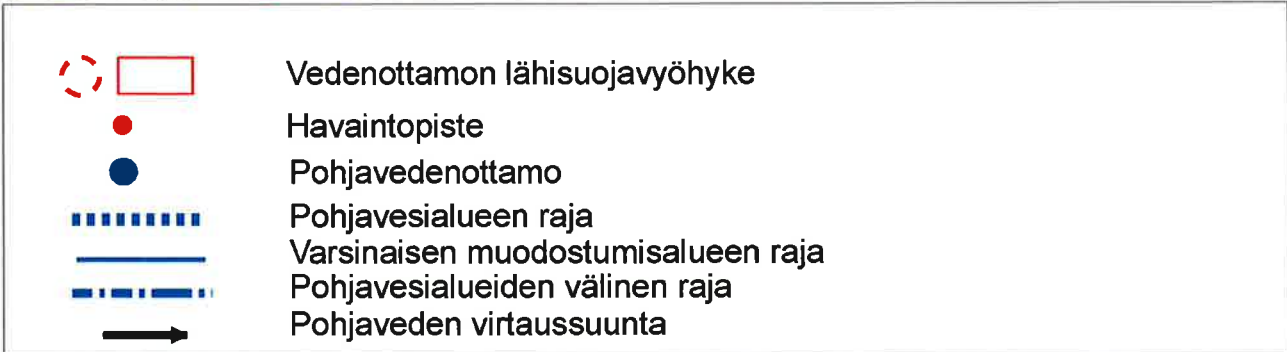 Vedenottamon lähisuojavyöhyke
Havaintopiste
Pohjavedenottamo
Pohjavesialueen raja
Varsinaisen muodostumisalueen raja
Pohjavesialueiden välinen raja
Pohjaveden virtaussuunta